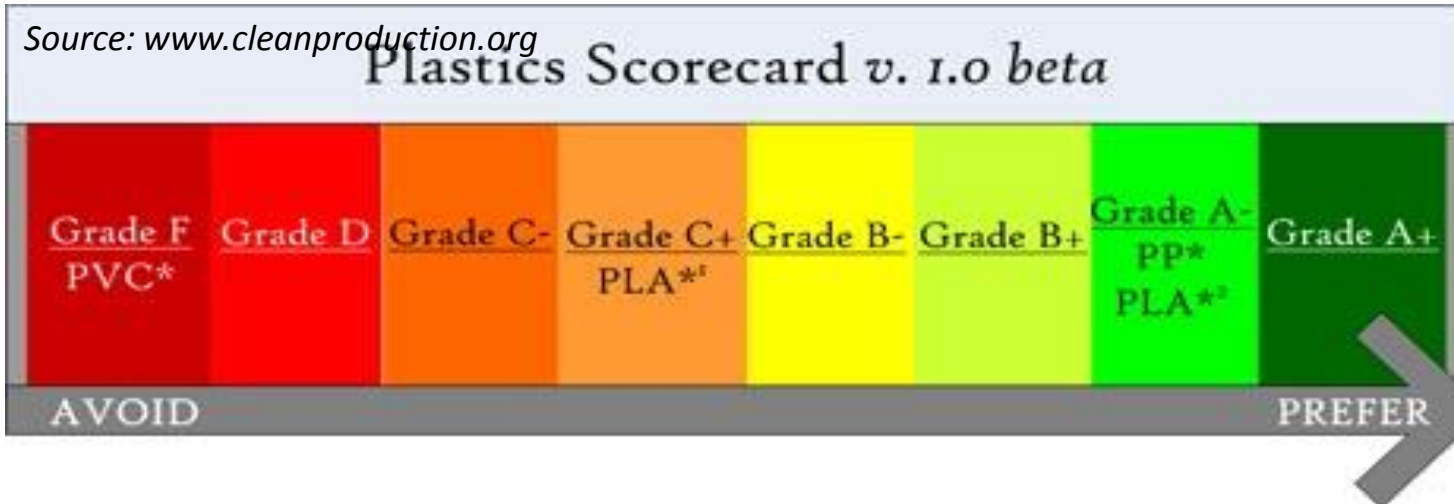 Source: www.cleanproduction.org
Plastics Scorecard v. 1.0 beta
Grade F
PVC*
Grade D
Grade C-
Grade C+
PLA*¹
Grade B-
Grade B+
Grade A-
PP*
PLA*²
Grade A+
AVOID
PREFER